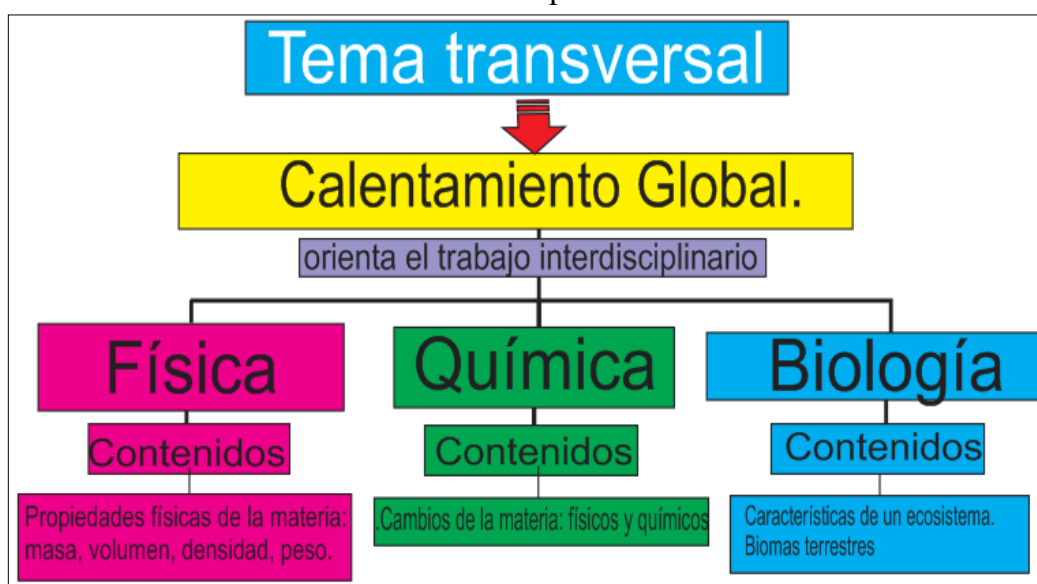 Tema transversal
Calentamiento Global.
orienta el trabajo interdisciplinario
Física
Química
Biología
Contenidos
Contenidos
Contenidos
Propiedades físicas de la materia:
masa, volumen, densidad, peso.
.Cambios de la materia: físicos y químicos
Características de un ecosistema.
Biomas terrestres